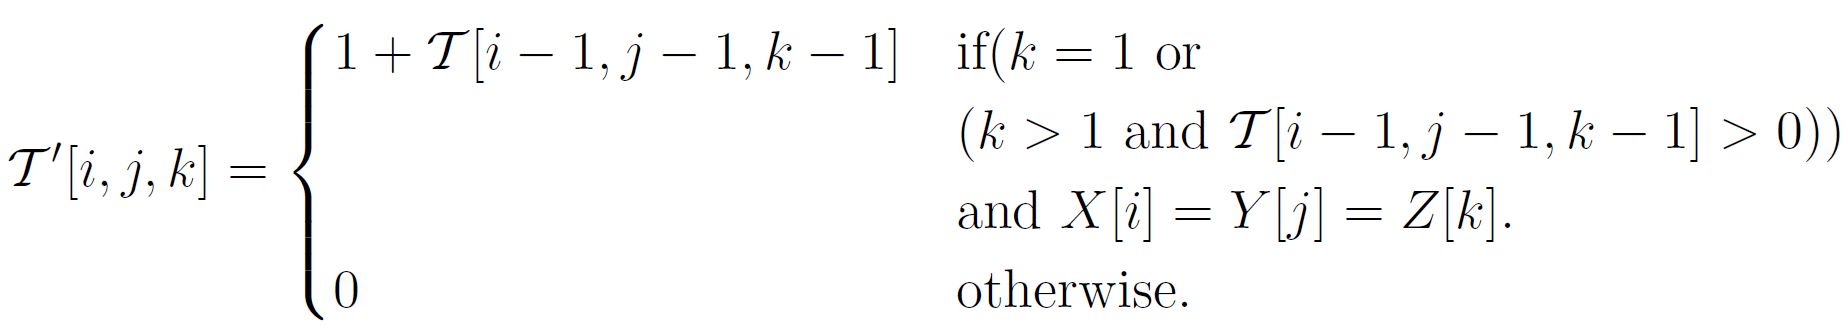 1 + 𝒯[i − 1, j − 1, k − 1] if(k = 1 or
(k > 1 and 𝒯[i − 1, j − 1, k − 1] > 0))
𝒯′[i, j, k] =
and X[i] = Y[j] = Z[k].
0 otherwise.